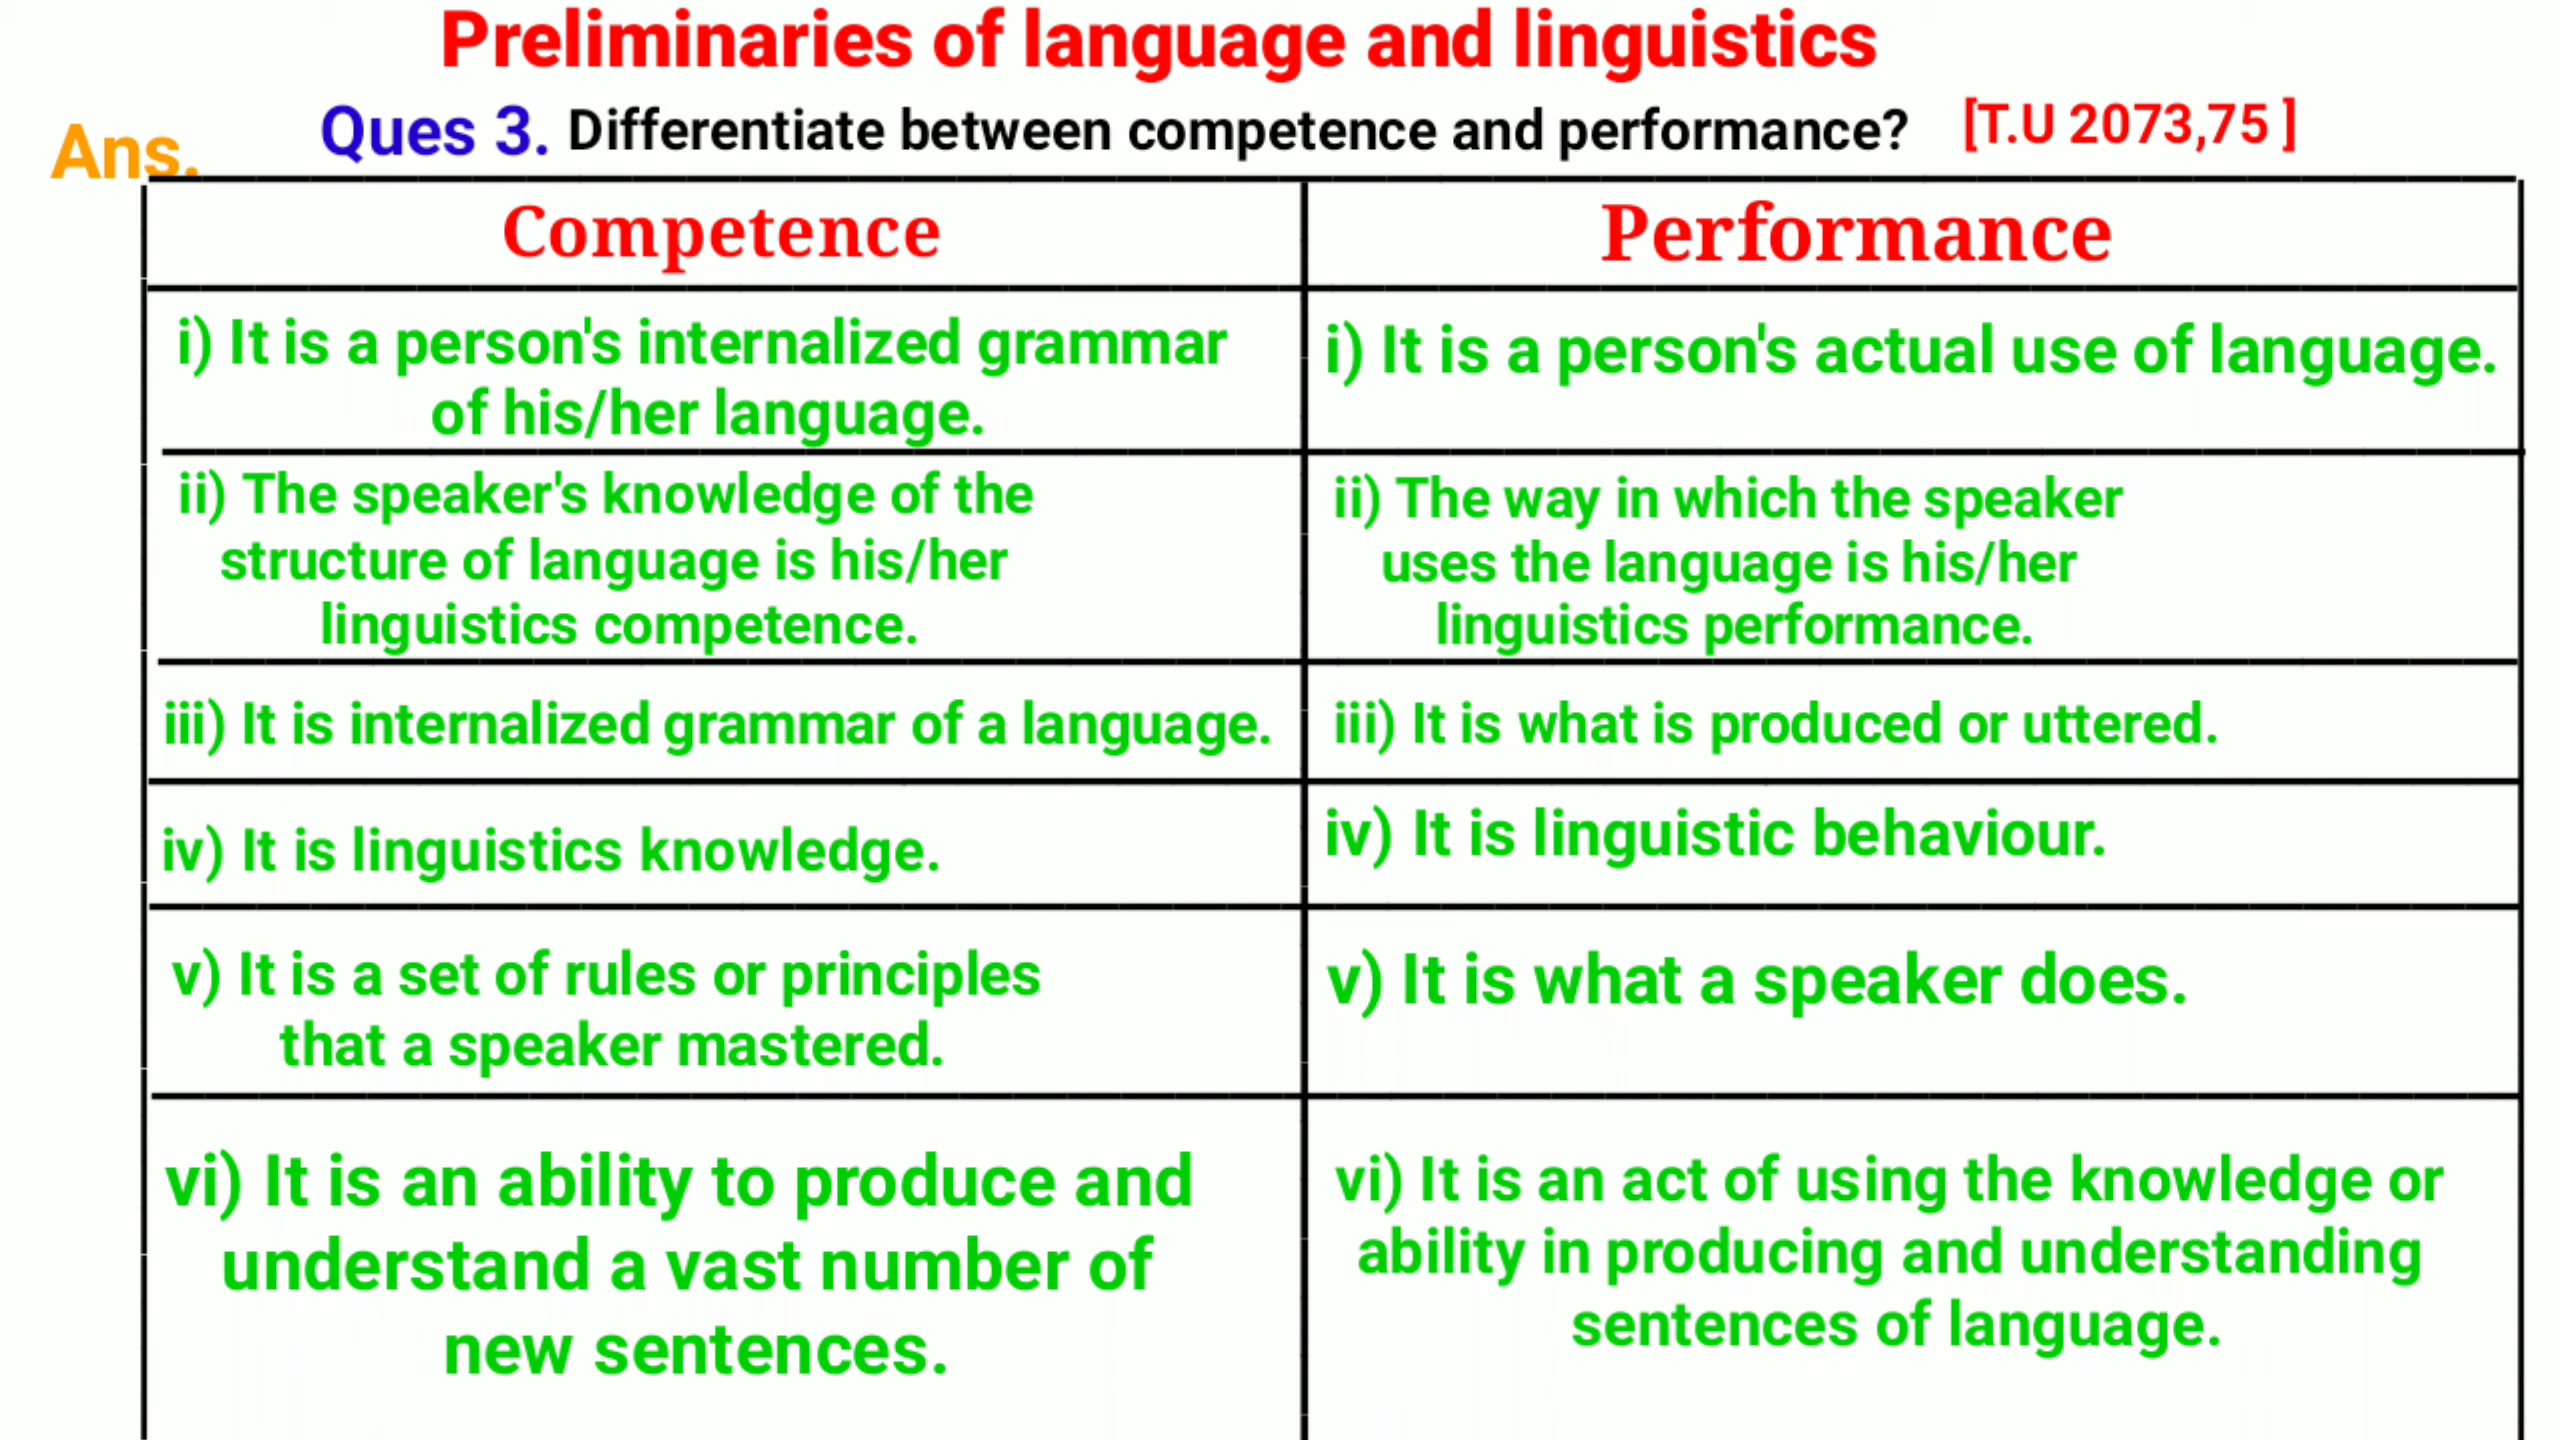 Preliminaries of language and linguistics
Ans. Ques 3. Differentiate between competence and performance? [T.U 2073,75 ]
Competence
Performance
i) It is a person's internalized grammar
of his/her language.
i) It is a person's actual use of language.
ii) The speaker's knowledge of the
structure of language is his/her
linguistics competence.
ii) The way in which the speaker
uses the language is his/her
linguistics performance.
iii) It is internalized grammar of a language.
iii) It is what is produced or uttered.
iv) It is linguistics knowledge.
iv) It is linguistic behaviour.
v) It is a set of rules or principles
that a speaker mastered.
v) It is what a speaker does.
vi) It is an ability to produce and
understand a vast number of
new sentences.
vi) It is an act of using the knowledge or
ability in producing and understanding
sentences of language.